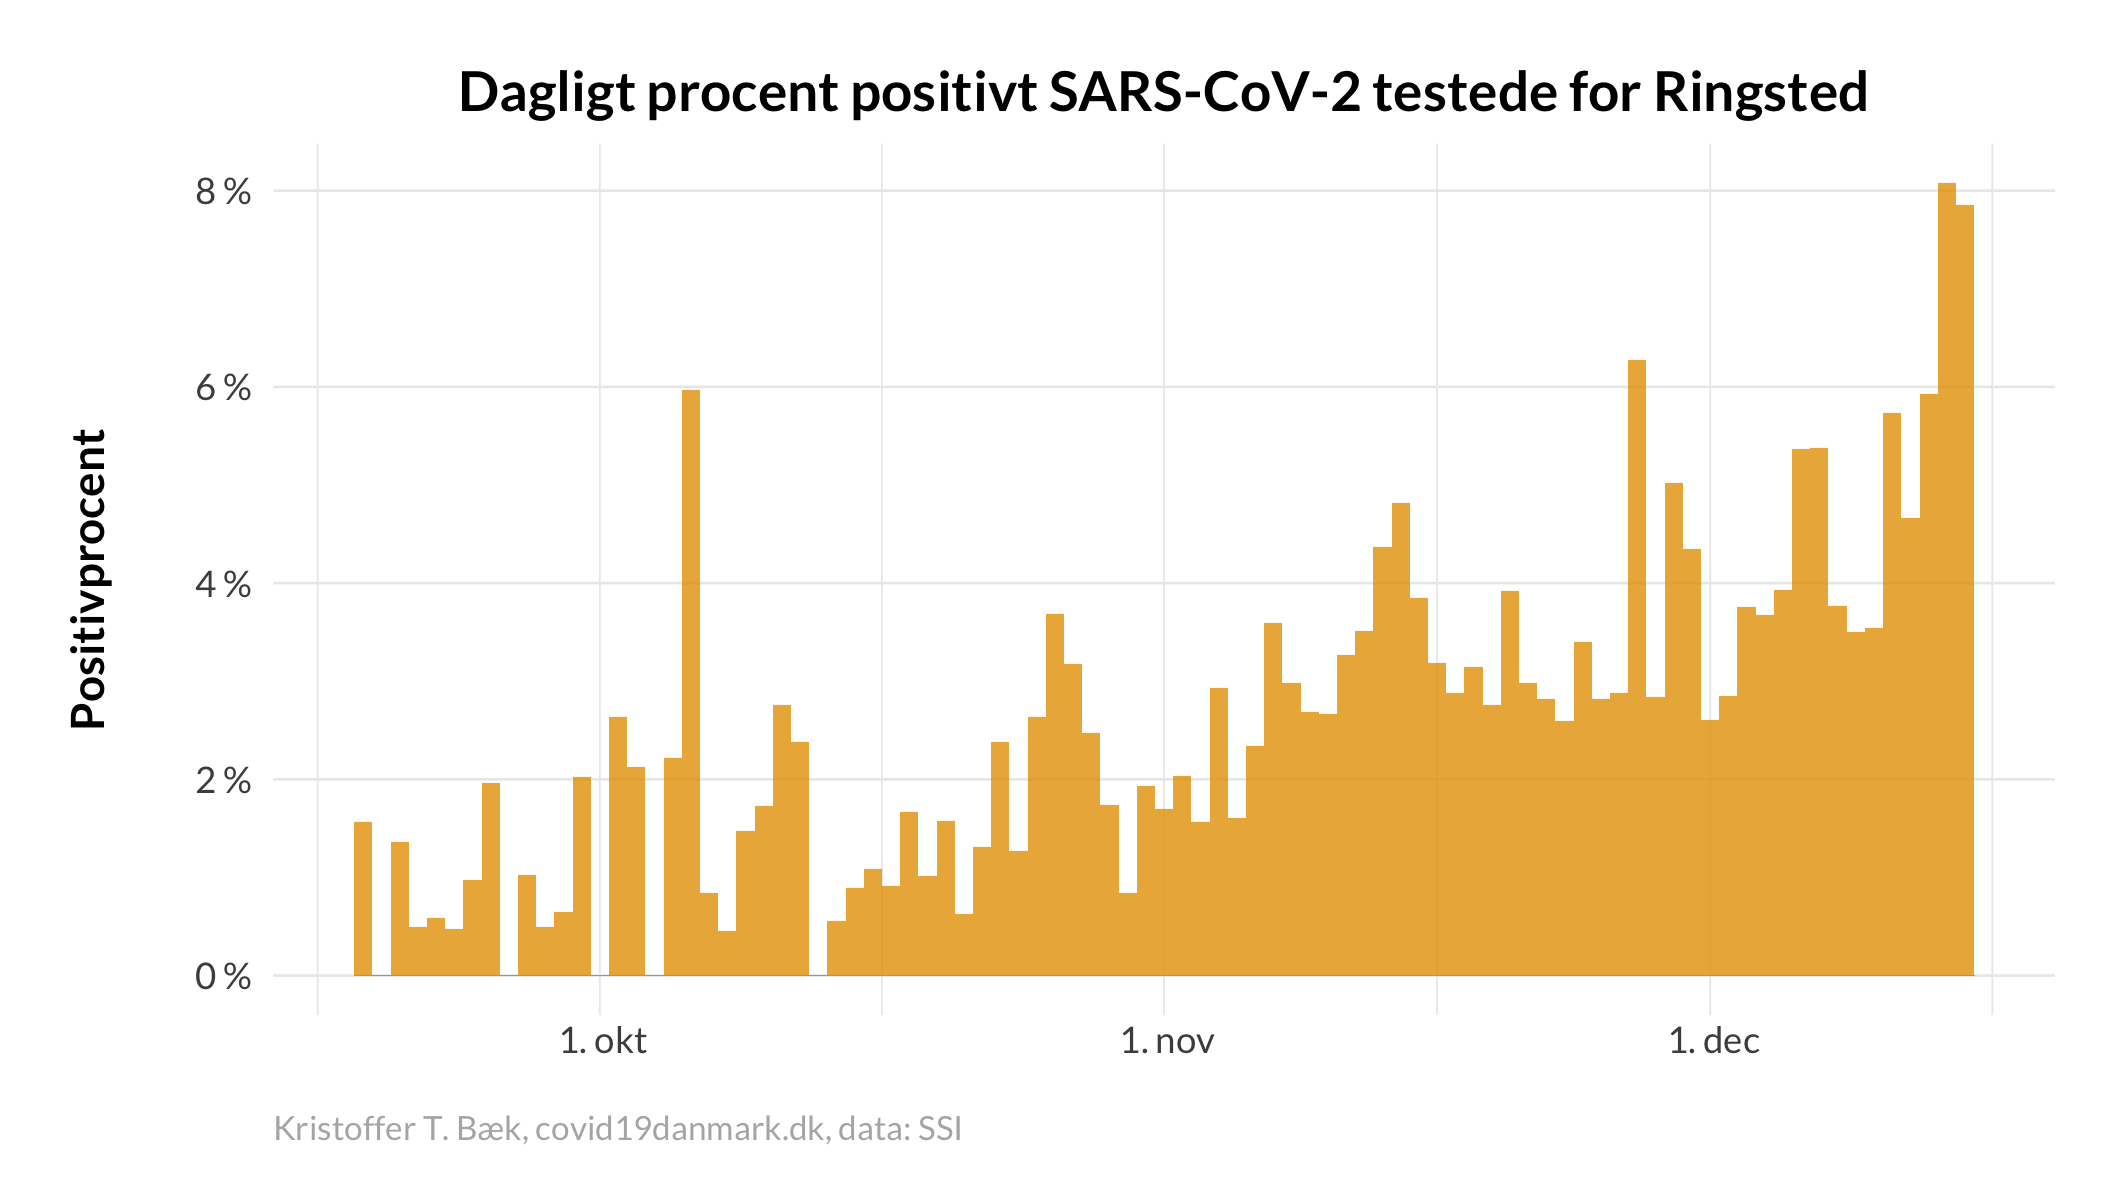 Dagligt procent positivt SARS-CoV-2 testede for Ringsted
Positivprocent
8 %
6 %
4 %
2 %
0 %
1. okt
1. nov
1. dec
Kristoffer T. Bæk, covid19danmark.dk, data: SSI